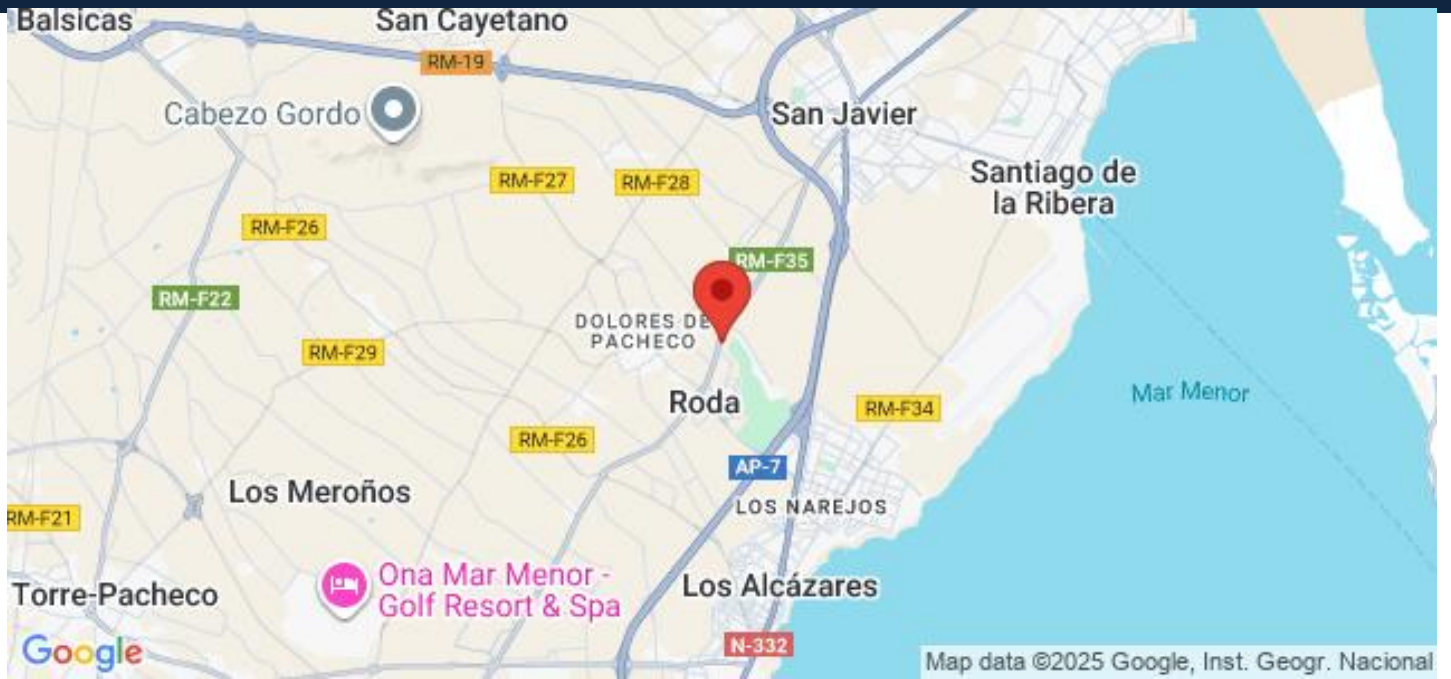 Balsicas
San Cayetano
RM-19
Cabezo Gordo
San Javier
RM-F27
RM-F28
Santiago de
la Ribera
RM-F26
RM-F35
RM-F22
DOLORES DE
PACHECO
RM-F29
Mar Menor
Roda
RM-F34
RM-F26
AP-7
Los Meroños
LOS NAREJOS
RM-F21
Ona Mar Menor -
Golf Resort & Spa
Torre-Pacheco
Los Alcázares
N-332
Google
Map data ©2025 Google, Inst. Geogr. Nacional